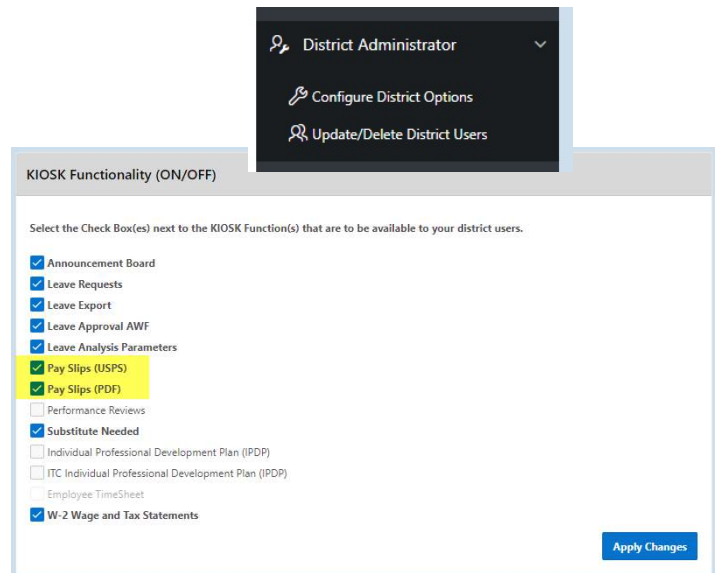 District Administrator
Configure District Options
Update/Delete District Users
KIOSK Functionality (ON/OFF)
Select the Check Box(es) next to the KIOSK Function(s) that are to be available to your district users.
Announcement Board
Leave Requests
Leave Export
Leave Approval AWF
Leave Analysis Parameters
Pay Slips (USPS)
Pay Slips (PDF)
Performance Reviews
Substitute Needed
Individual Professional Development Plan (IPDP)
ITC Individual Professional Development Plan (IPDP)
Employee TimeSheet
W-2 Wage and Tax Statements
Apply Changes